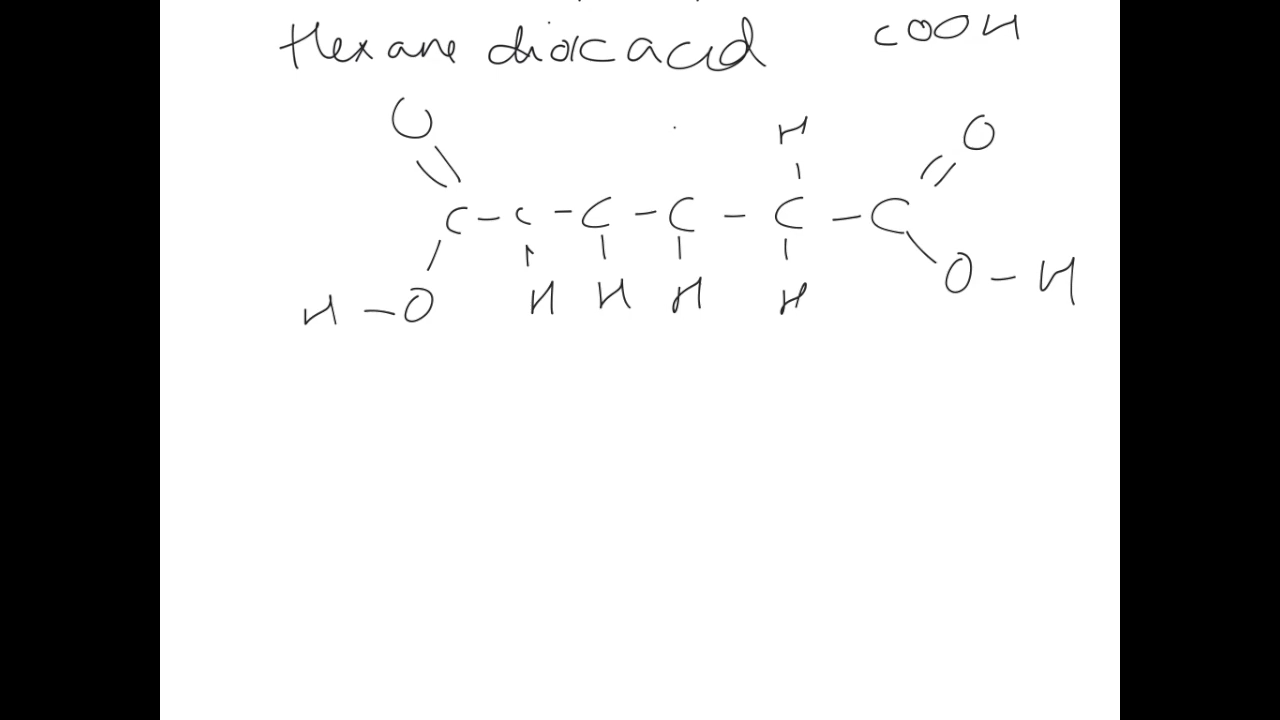 Hexane dioic acid COOH
H
O O
C - C - C - C - C - C
H H H H
H - O O - H